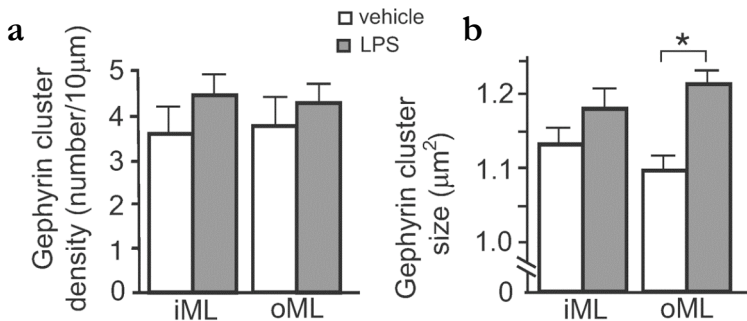 a
vehicle
LPS
b
Gephyrin cluster
density (number/10μm)
5
4
3
2
1
0
iML
oML
Gephyrin cluster
size (μm²)
1.2
1.10
1.0
0
*
iML
oML